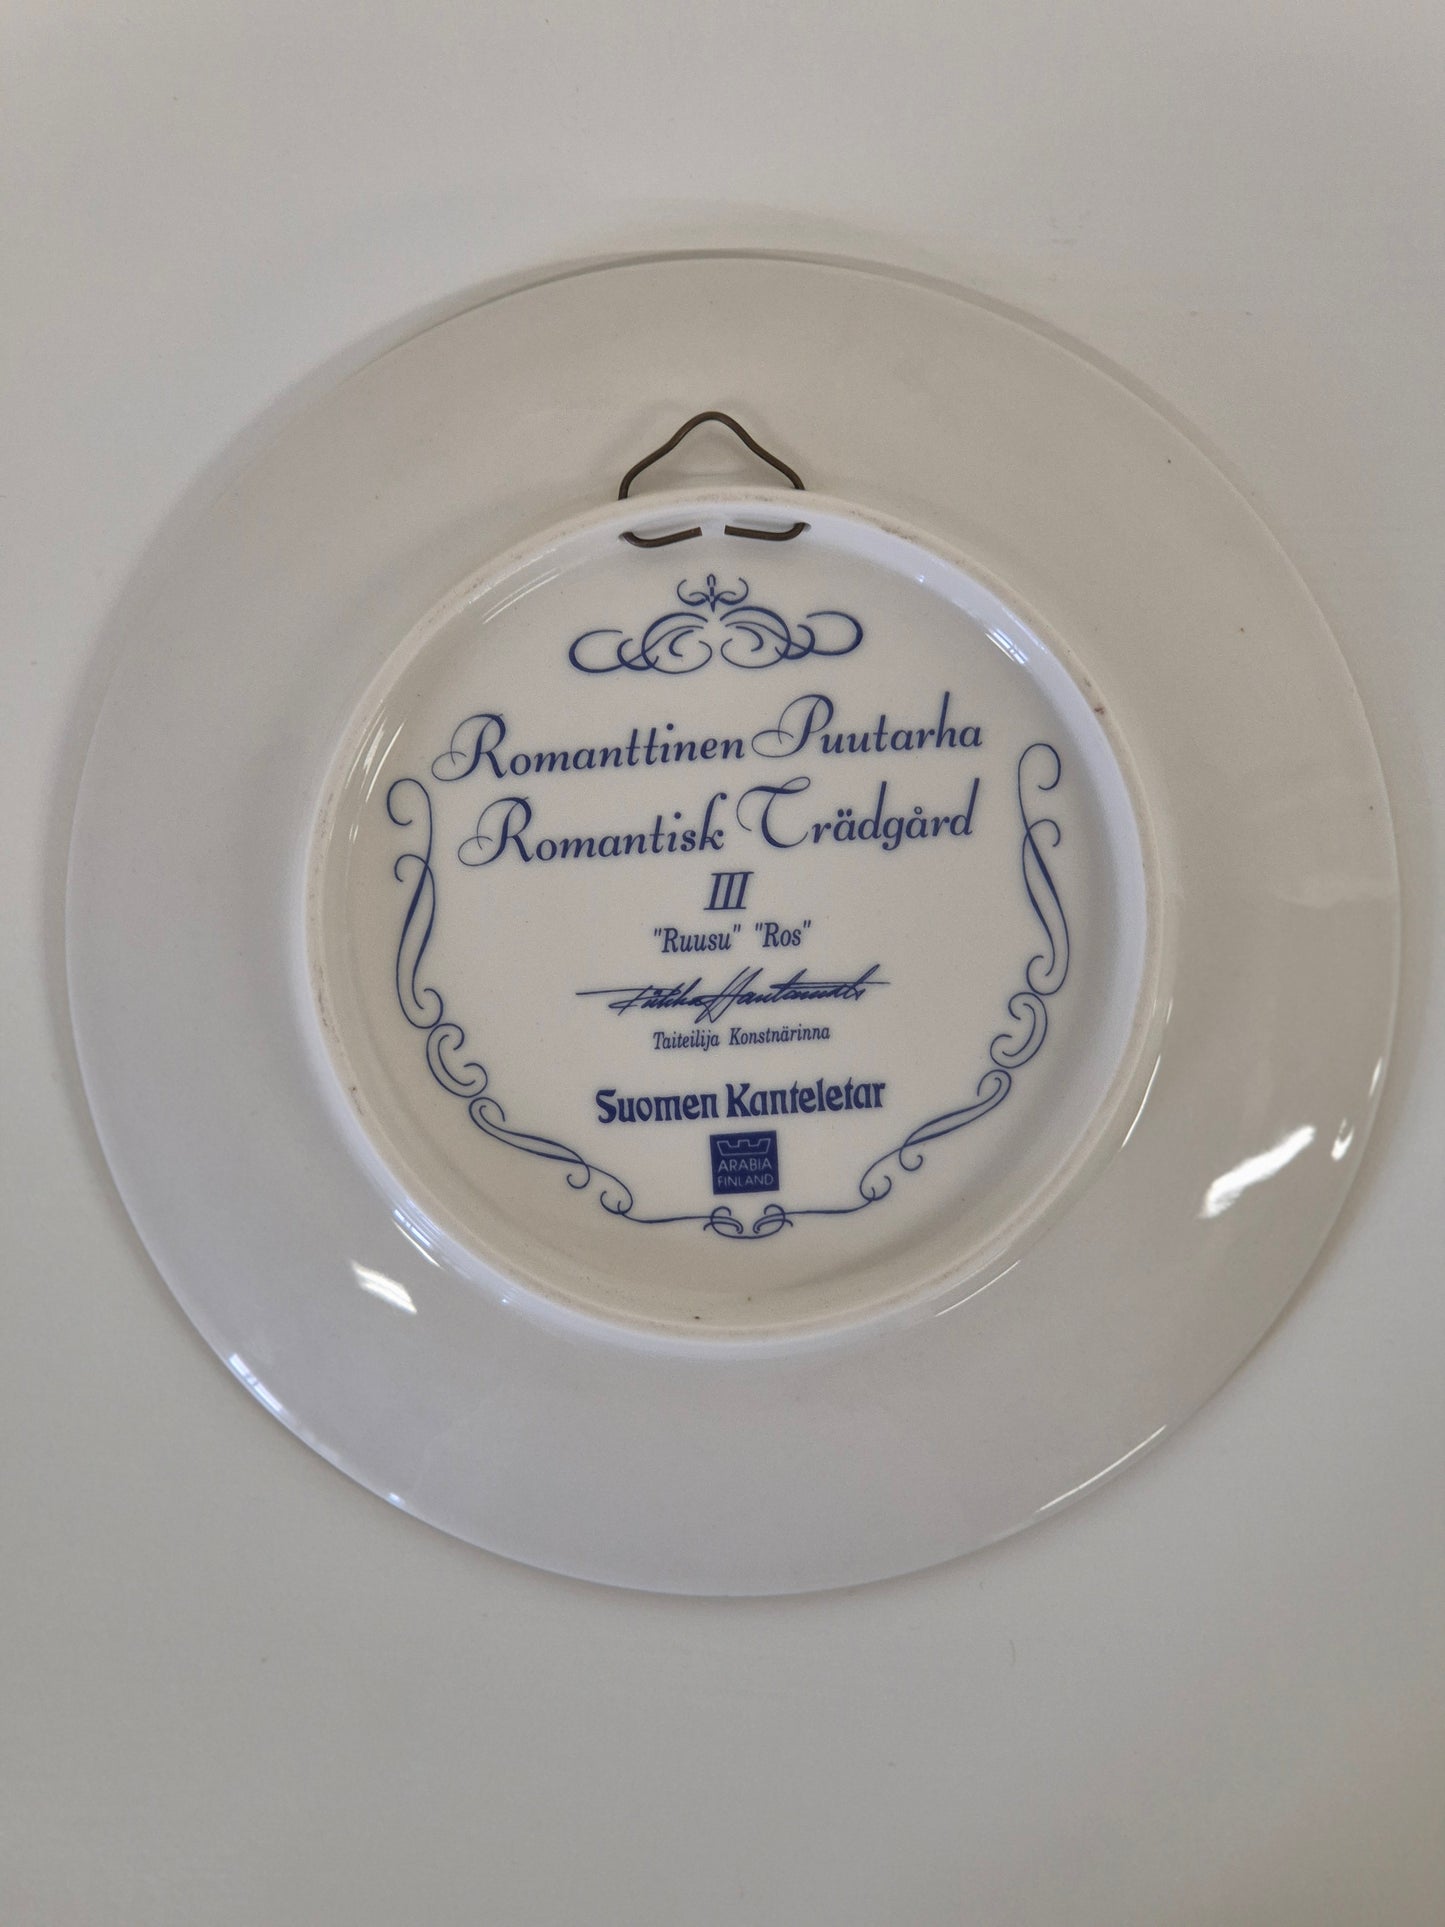 Romanttinen Puutarha
Romantisk Trädgård
III
"Ruusu" "Ros"
Taiteilija Konstnärinna
Suomen Kanteletar
ARABIA
FINLAND